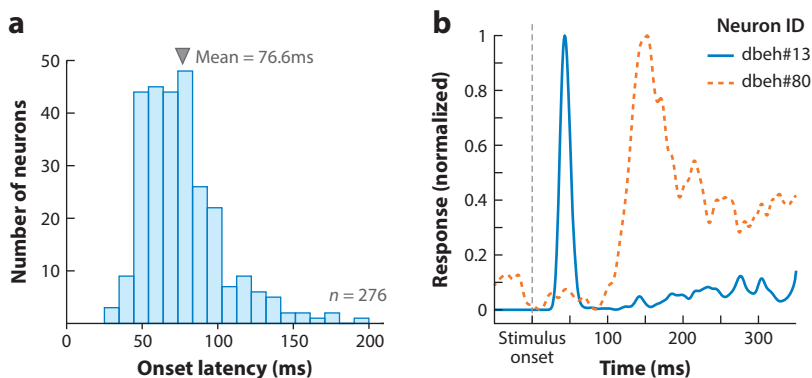 a
Number of neurons
50
40
30
20
10
Mean = 76.6ms
n = 276
0
50
100
150
200
Onset latency (ms)
b
Response (normalized)
1
0.8
0.6
0.4
0.2
0
Neuron ID
dbeh#13
dbeh#80
Stimulus
onset
100
200
300
Time (ms)